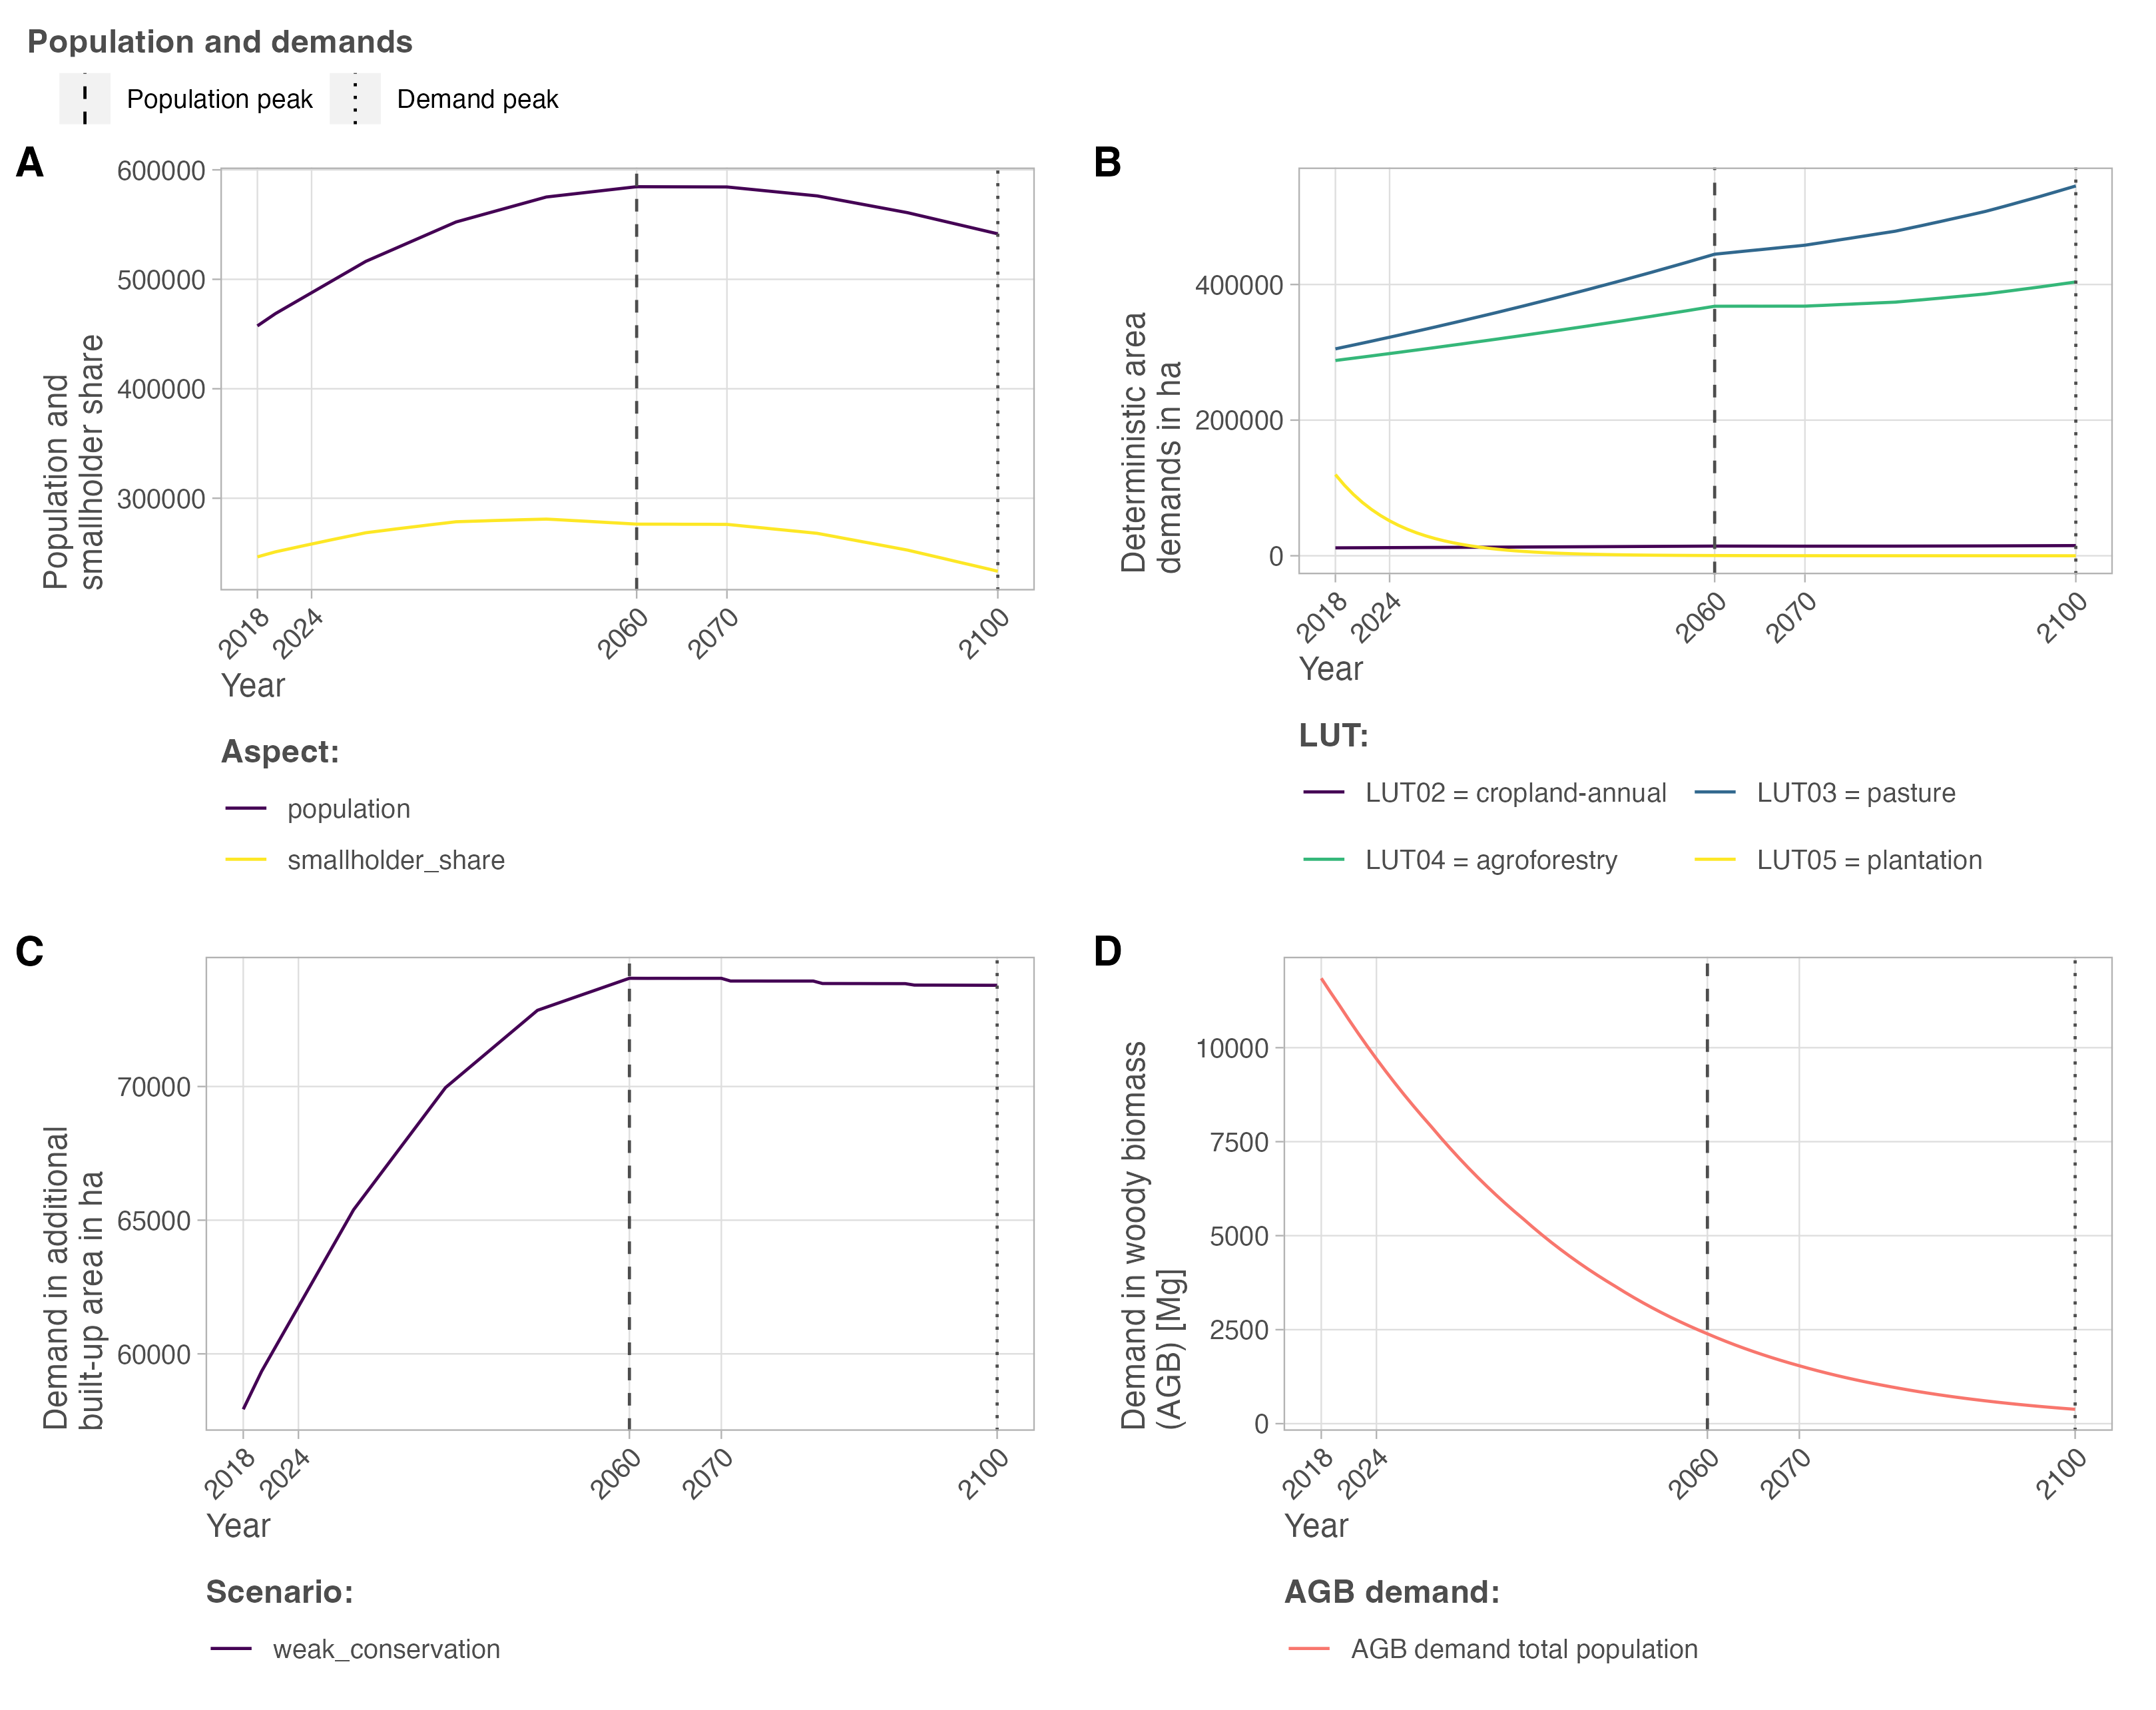 Population and demands
Population peak
Demand peak
A
600000
500000
400000
300000
Population and
smallholder share
2018
2024
2060
2070
2100
Year
Aspect:
population
smallholder_share
B
400000
200000
0
Deterministic area
demands in ha
2018
2024
2060
2070
2100
Year
LUT:
LUT02 = cropland-annual
LUT03 = pasture
LUT04 = agroforestry
LUT05 = plantation
C
70000
65000
60000
Demand in additional
built-up area in ha
2018
2024
2060
2070
2100
Year
Scenario:
weak_conservation
D
10000
7500
5000
2500
0
Demand in woody biomass
(AGB) [Mg]
2018
2024
2060
2070
2100
Year
AGB demand:
AGB demand total population